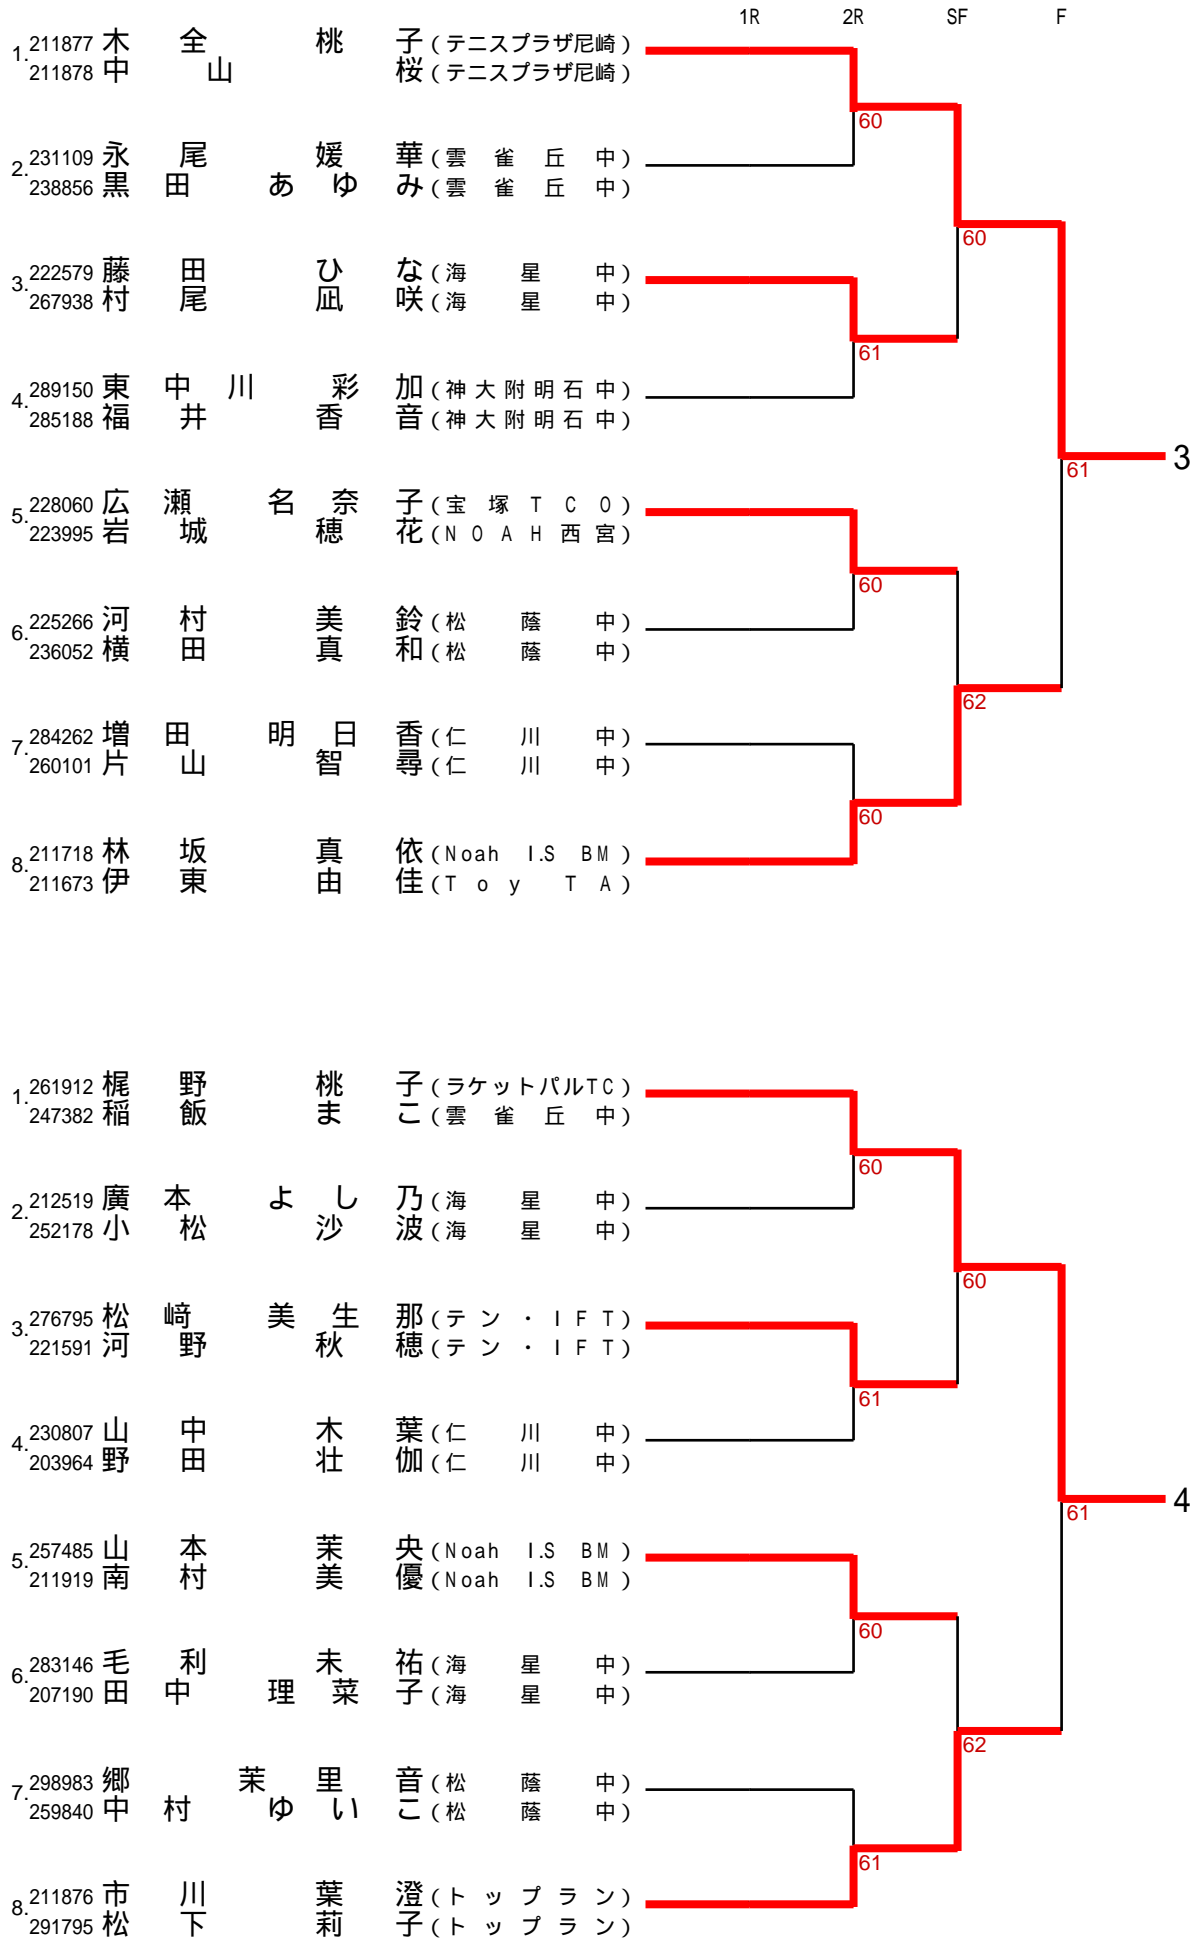 1R 2R SF F
1. 211877 木全 桃子 (テニスプラザ尼崎)
211878 中山 桜 (テニスプラザ尼崎)
60
2. 231109 永尾 媛華 (雲雀丘中)
238856 黒田 あゆみ (雲雀丘中)
60
3. 222579 藤田 ひな (海星中)
267938 村尾 凪咲 (海星中)
61
4. 289150 東中川 彩加 (神大附明石中)
285188 福井 香音 (神大附明石中)
61 3
5. 228060 広瀬 名奈子 (宝塚TCO)
223995 岩城 穂花 (NOAH西宮)
60
6. 225266 河村 美鈴 (松蔭中)
236052 横田 真和 (松蔭中)
62
7. 284262 増田 明日香 (仁川中)
260101 片山 智尋 (仁川中)
60
8. 211718 林坂 真依 (Noah I.S BM)
211673 伊東 由佳 (Toy TA)
1. 261912 梶野 桃子 (ラケットパルTC)
247382 稲飯 まこ (雲雀丘中)
60
2. 212519 廣本 よし乃 (海星中)
252178 小松 沙波 (海星中)
60
3. 276795 松﨑 美生那 (テン・IFT)
221591 河野 秋穂 (テン・IFT)
61
4. 230807 山中 木葉 (仁川中)
203964 野田 壮伽 (仁川中)
61 4
5. 257485 山本 茉央 (Noah I.S BM)
211919 南村 美優 (Noah I.S BM)
60
6. 283146 毛利 未祐 (海星中)
207190 田中 理菜子 (海星中)
62
7. 298983 郷 茉里音 (松蔭中)
259840 中村 ゆいこ (松蔭中)
61
8. 211876 市川 葉澄 (トップラン)
291795 松下 莉子 (トップラン)